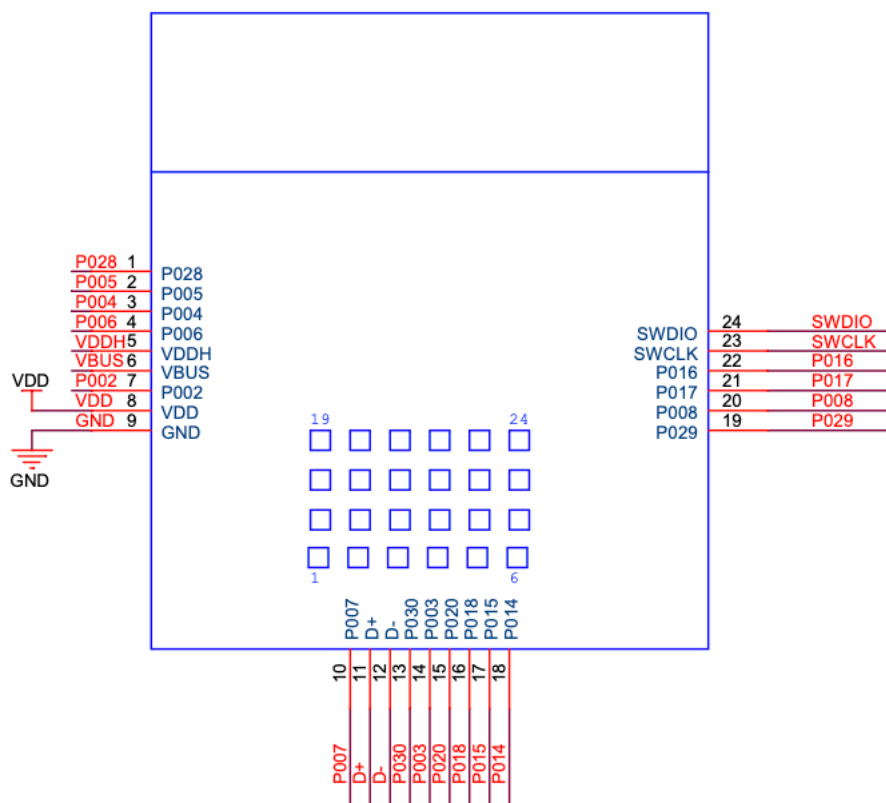 P028 1 P028
P005 2 P005
P004 3 P004
P006 4 P006
VDDH 5 VDDH
VBUS 6 VBUS
P002 7 P002
VDD
VDD 8 VDD
GND 9 GND
GND
SWDIO 24 SWDIO
SWCLK 23 SWCLK
P016 22 P016
P017 21 P017
P008 20 P008
P029 19 P029
19 24
1 6
P007 10 P007
D+ 11 D+
D- 12 D-
P030 13 P030
P003 14 P003
P020 15 P020
P018 16 P018
P015 17 P015
P014 18 P014